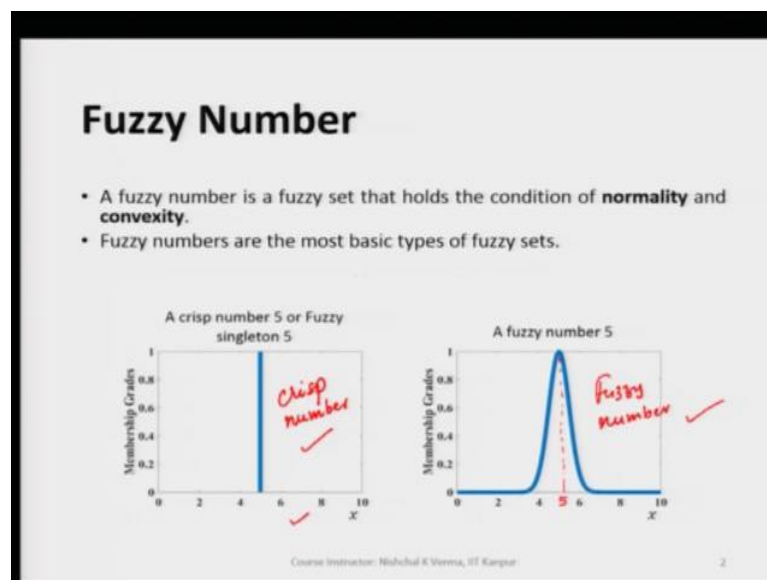 Fuzzy Number
• A fuzzy number is a fuzzy set that holds the condition of normality and
convexity.
• Fuzzy numbers are the most basic types of fuzzy sets.
A crisp number 5 or Fuzzy
singleton 5
Membership Grades
1
0.8
0.6
0.4
0.2
0
0 2 4 6 8 10
x
crisp
number
A fuzzy number 5
Membership Grades
1
0.8
0.6
0.4
0.2
0
0 2 4 5 6 8 10
x
Fuzzy
number
Course Instructor: Nishchal K Verma, IIT Kanpur
2